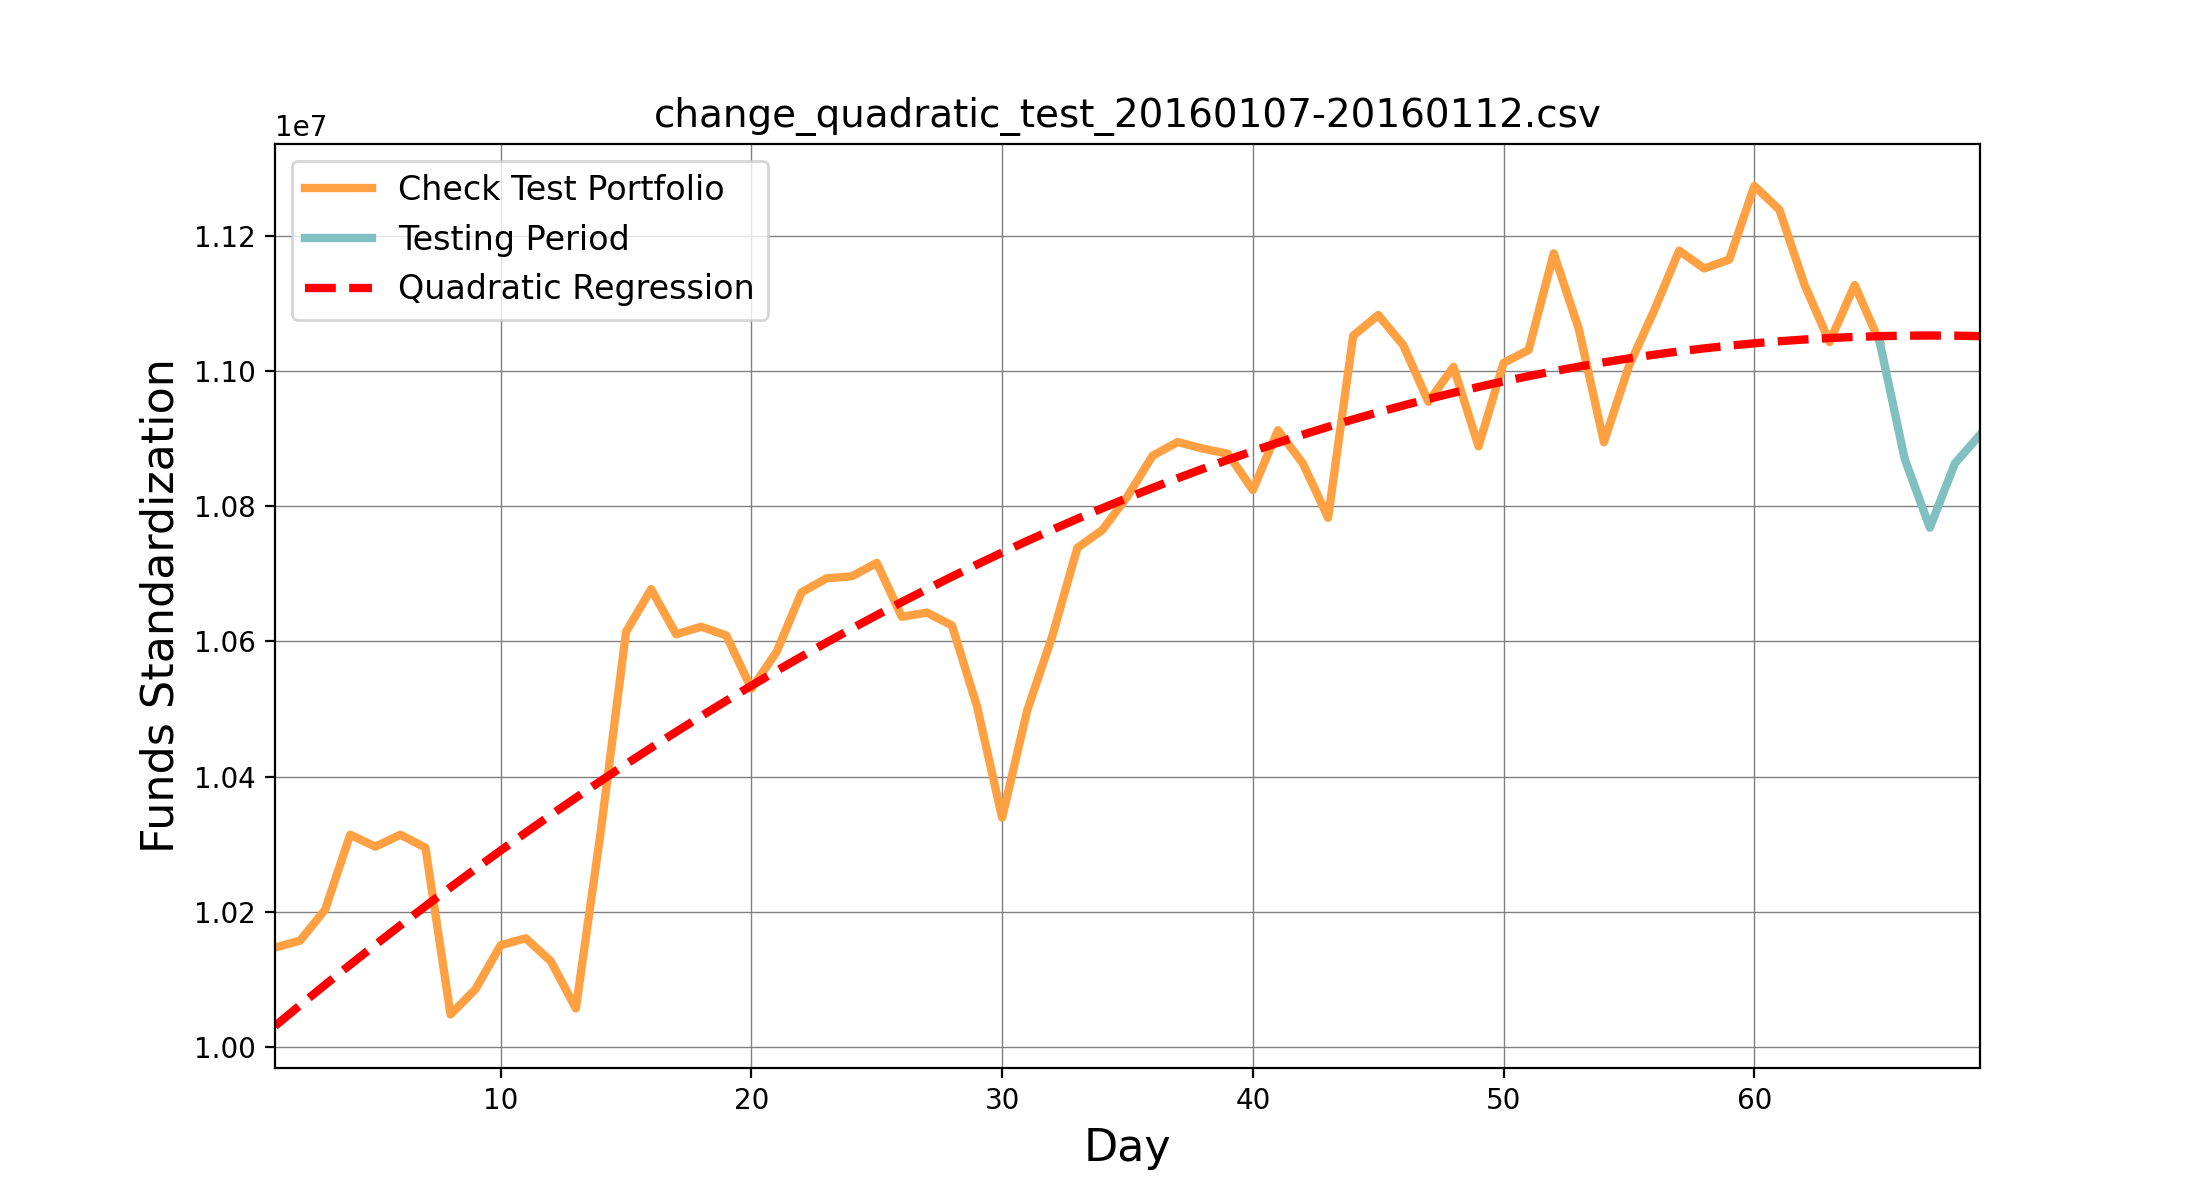 change_quadratic_test_20160107-20160112.csv
1e7
Check Test Portfolio
Testing Period
Quadratic Regression
Funds Standardization
1.12
1.10
1.08
1.06
1.04
1.02
1.00
10 20 30 40 50 60
Day